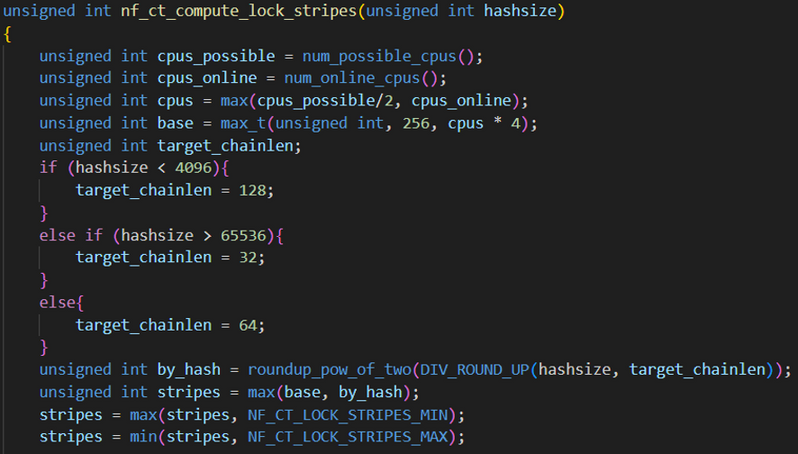 unsigned int nf_ct_compute_lock_stripes(unsigned int hashsize)
{
    unsigned int cpus_possible = num_possible_cpus();
    unsigned int cpus_online = num_online_cpus();
    unsigned int cpus = max(cpus_possible/2, cpus_online);
    unsigned int base = max_t(unsigned int, 256, cpus * 4);
    unsigned int target_chainlen;
    if (hashsize < 4096){
        target_chainlen = 128;
    }
    else if (hashsize > 65536){
        target_chainlen = 32;
    }
    else{
        target_chainlen = 64;
    }
    unsigned int by_hash = roundup_pow_of_two(DIV_ROUND_UP(hashsize, target_chainlen));
    unsigned int stripes = max(base, by_hash);
    stripes = max(stripes, NF_CT_LOCK_STRIPES_MIN);
    stripes = min(stripes, NF_CT_LOCK_STRIPES_MAX);